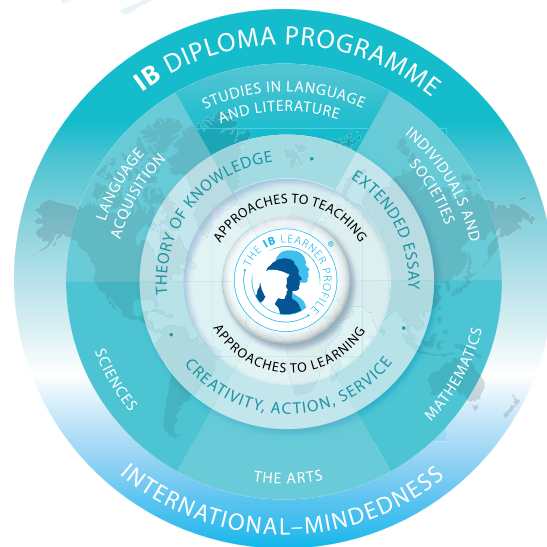 IB DIPLOMA PROGRAMME
STUDIES IN LANGUAGE
AND LITERATURE
LANGUAGE
ACQUISITION
INDIVIDUALS AND
SOCIETIES
THEORY OF KNOWLEDGE
EXTENDED ESSAY
APPROACHES TO TEACHING
THE IB LEARNER PROFILE®
APPROACHES TO LEARNING
CREATIVITY, ACTION, SERVICE
SCIENCES
MATHEMATICS
THE ARTS
INTERNATIONAL–MINDEDNESS